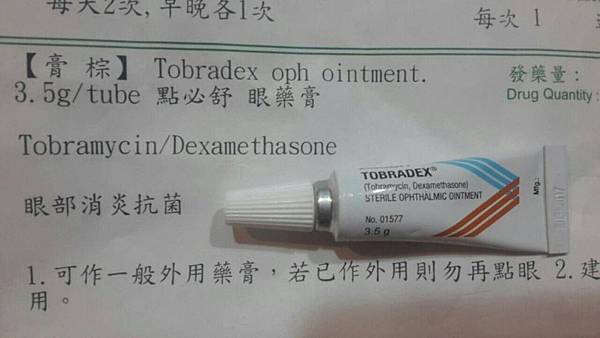 每天2次,早晚各1次
每次 1
【膏 棕】 Tobradex oph ointment.
3.5g/tube 點必舒 眼藥膏
發藥量:
Drug Quantity:
Tobramycin/Dexamethasone
眼部消炎抗菌
TOBRADEX®
(Tobramycin, Dexamethasone)
STERILE OPHTHALMIC OINTMENT
No. 01577
3.5 g
Mfg.:
1.可作一般外用藥膏，若已作外用則勿再點眼 2.建
用。